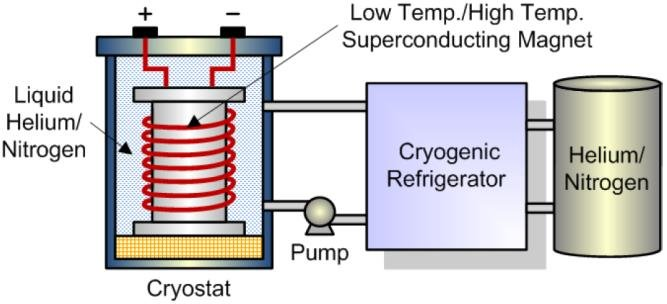 + −
Low Temp./High Temp.
Superconducting Magnet
Liquid
Helium/
Nitrogen
Cryogenic
Refrigerator
Helium/
Nitrogen
Pump
Cryostat